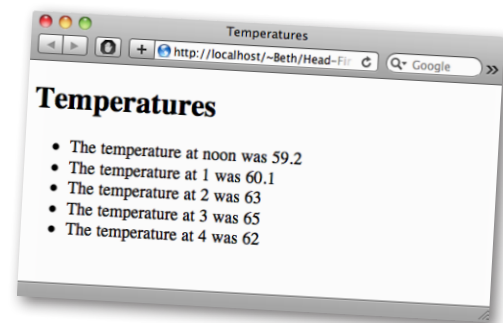 Temperatures
http://localhost/~Beth/Head-Fir
Google
Temperatures
The temperature at noon was 59.2
The temperature at 1 was 60.1
The temperature at 2 was 63
The temperature at 3 was 65
The temperature at 4 was 62